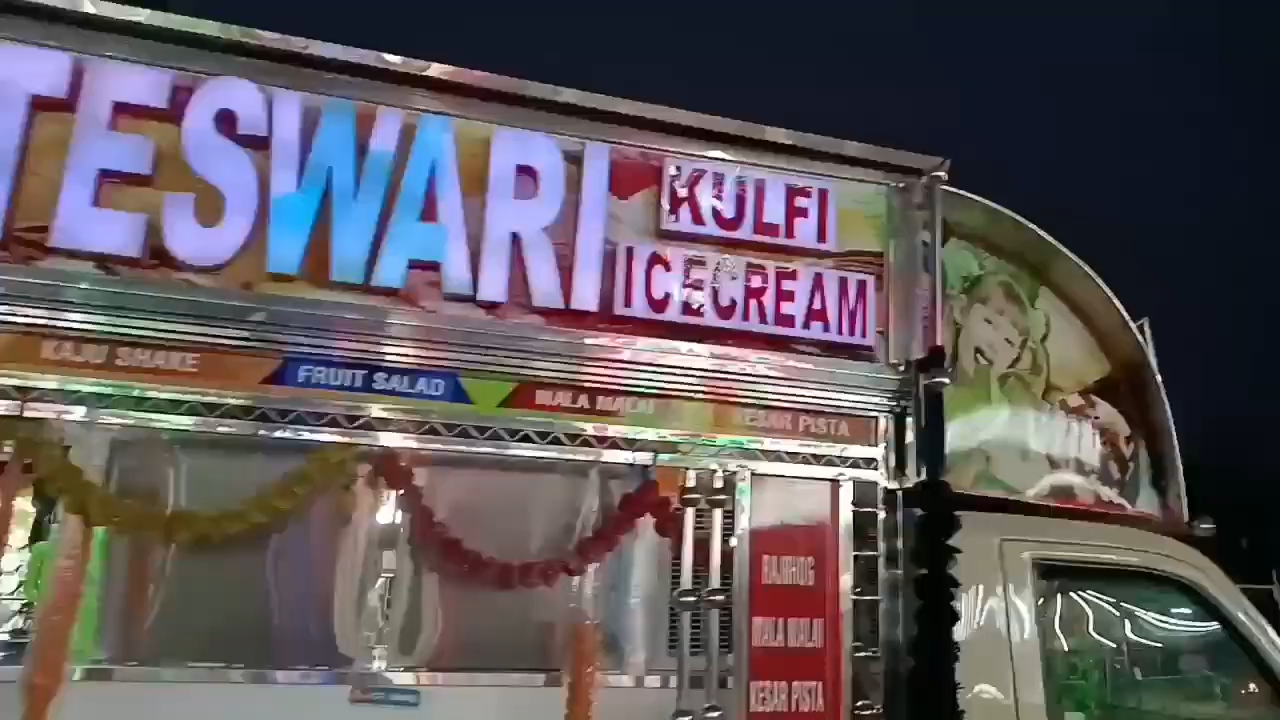 TESWARI
KULFI
ICECREAM
KAJU SHAKE
FRUIT SALAD
MALA MALAI
KESAR PISTA
RAJBHOG
MALA MALAI
KESAR PISTA